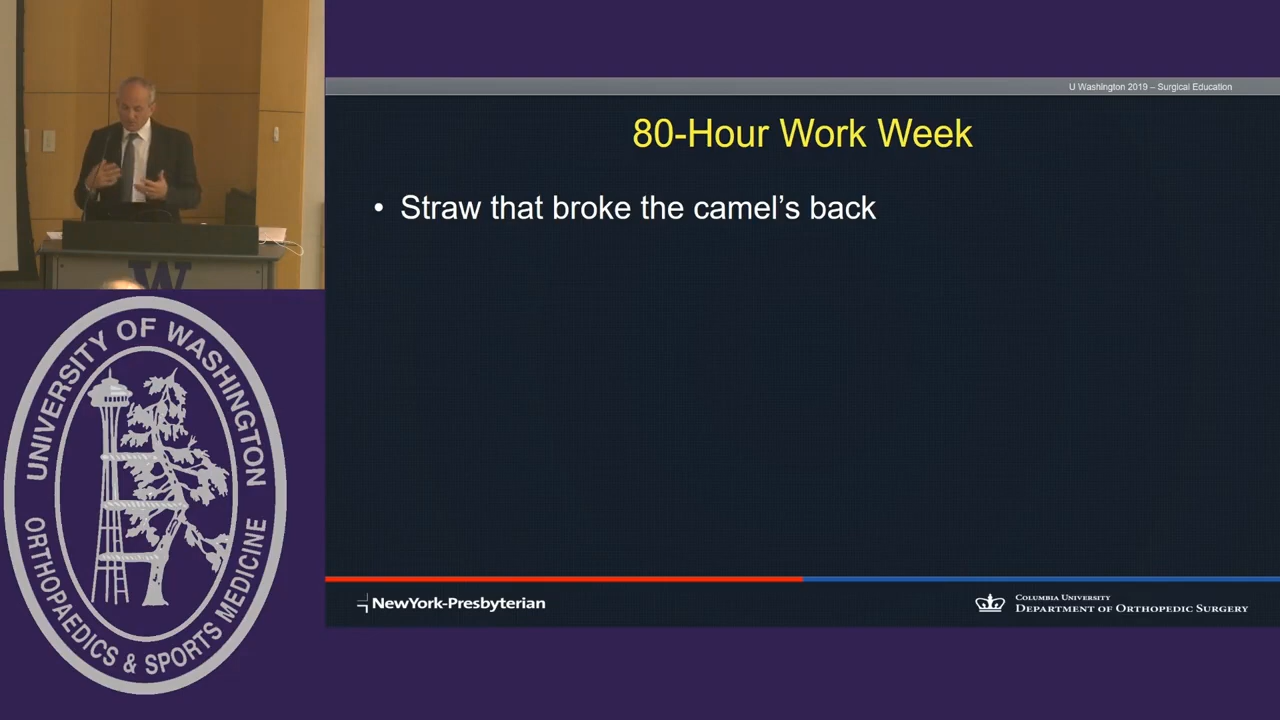 U Washington 2019 – Surgical Education
80-Hour Work Week
• Straw that broke the camel's back
W
UNIVERSITY OF WASHINGTON
ORTHOPAEDICS & SPORTS MEDICINE
NewYork-Presbyterian
COLUMBIA UNIVERSITY
DEPARTMENT OF ORTHOPEDIC SURGERY